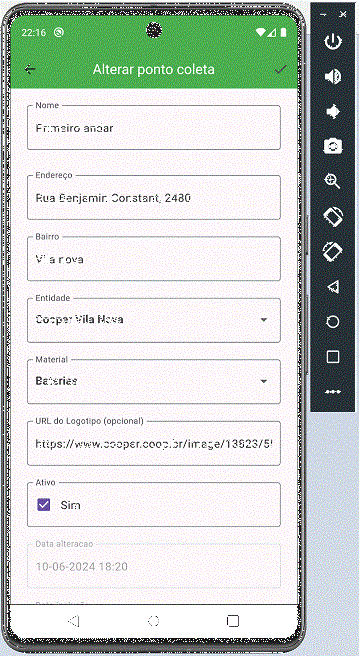 22:16
Alterar ponto coleta
Nome
Primeiro andar
Endereço
Rua Benjamin Constant, 2480
Bairro
Vila nova
Entidade
Cooper Vila Nova
Material
Baterias
URL do Logotipo (opcional)
https://www.cooper.coop.br/image/13823/5
Ativo
Sim
Data alteracao
10-06-2024 18:20